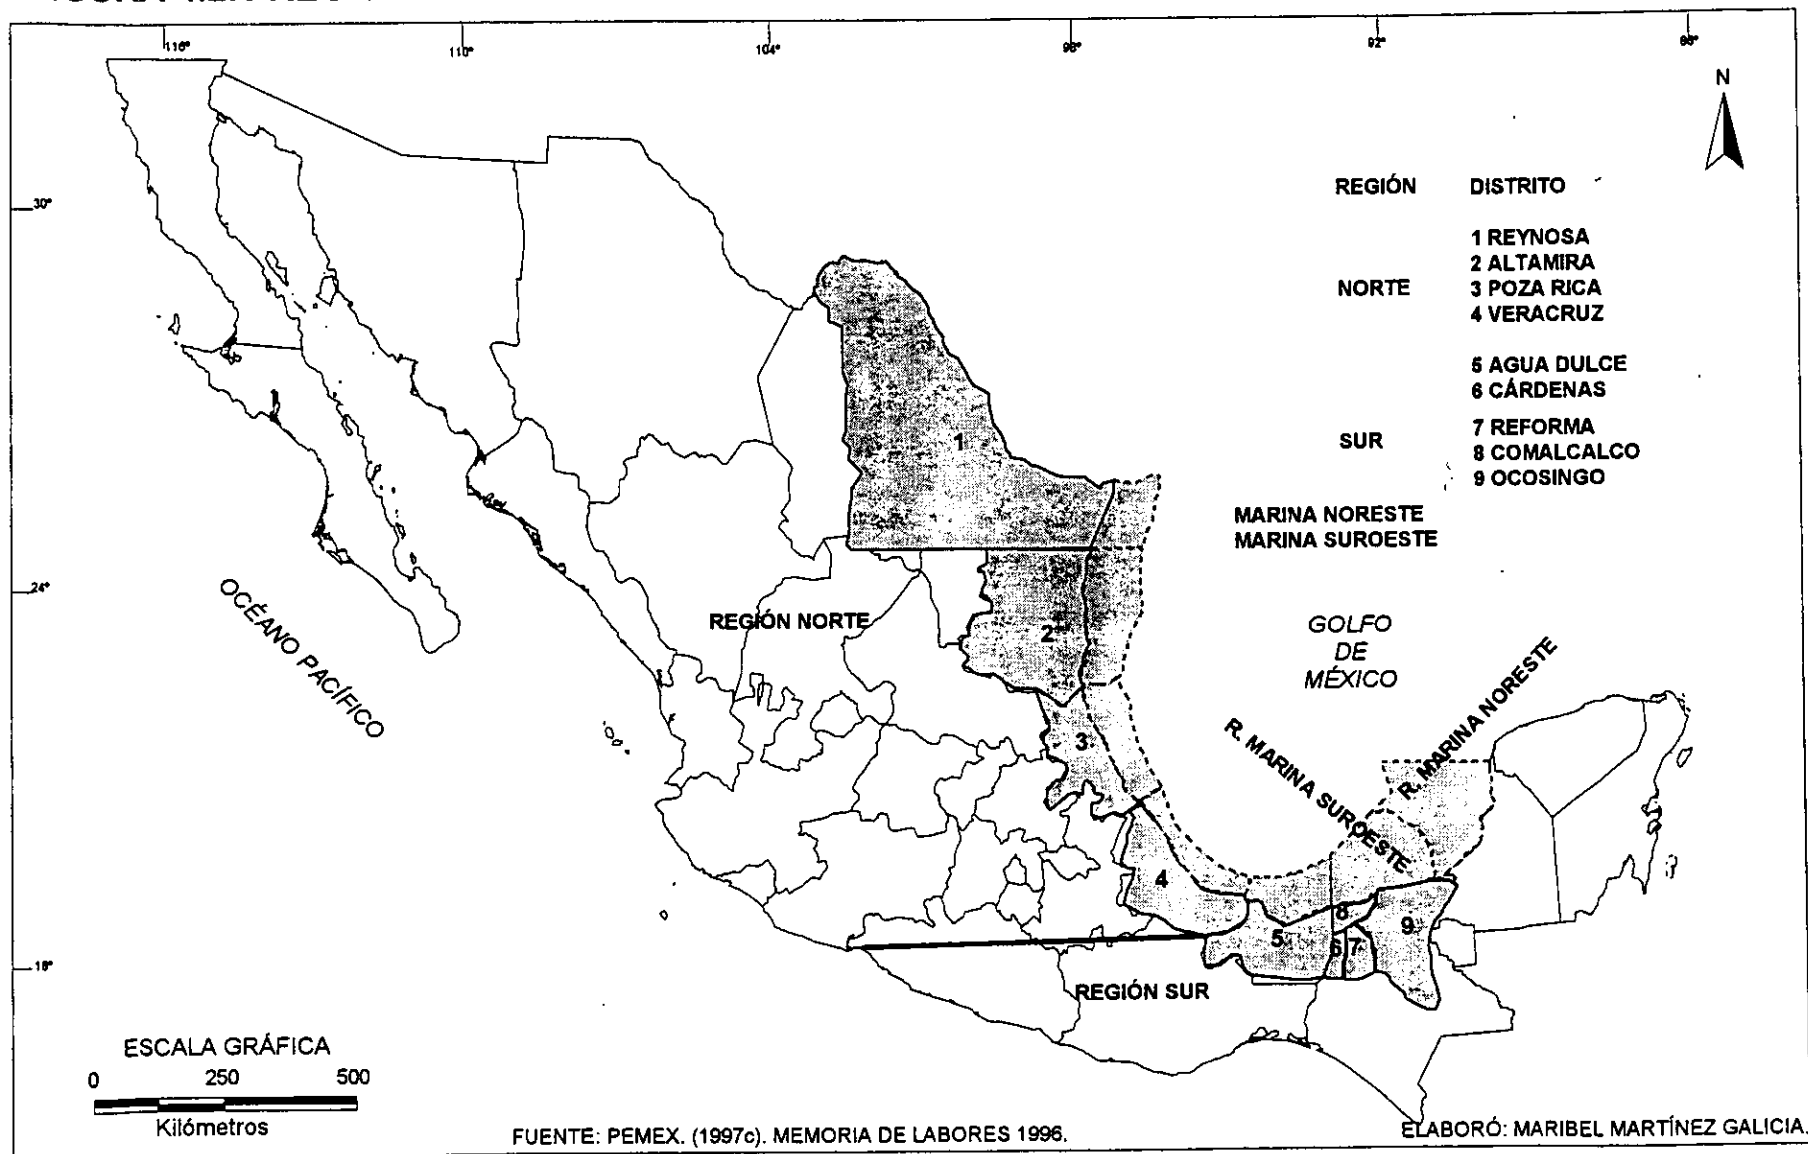 116° 110° 104° 98° 92° 86°
N
REGIÓN DISTRITO
30°
1 REYNOSA
2 ALTAMIRA
NORTE 3 POZA RICA
4 VERACRUZ
5 AGUA DULCE
6 CÁRDENAS
7 REFORMA
SUR 8 COMALCALCO
9 OCOSINGO
1
MARINA NORESTE
MARINA SUROESTE
24°
OCÉANO PACÍFICO
REGIÓN NORTE
2
GOLFO
DE
MÉXICO
R. MARINA NORESTE
R. MARINA SUROESTE
3
4
5
6
7
8
9
18°
REGIÓN SUR
ESCALA GRÁFICA
0 250 500
Kilómetros
FUENTE: PEMEX. (1997c). MEMORIA DE LABORES 1996.
ELABORÓ: MARIBEL MARTÍNEZ GALICIA.